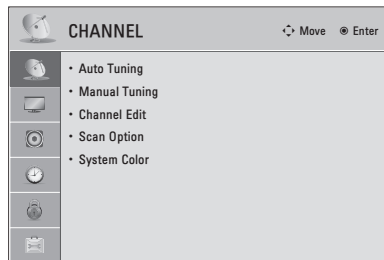 CHANNEL
Move Enter
• Auto Tuning
• Manual Tuning
• Channel Edit
• Scan Option
• System Color